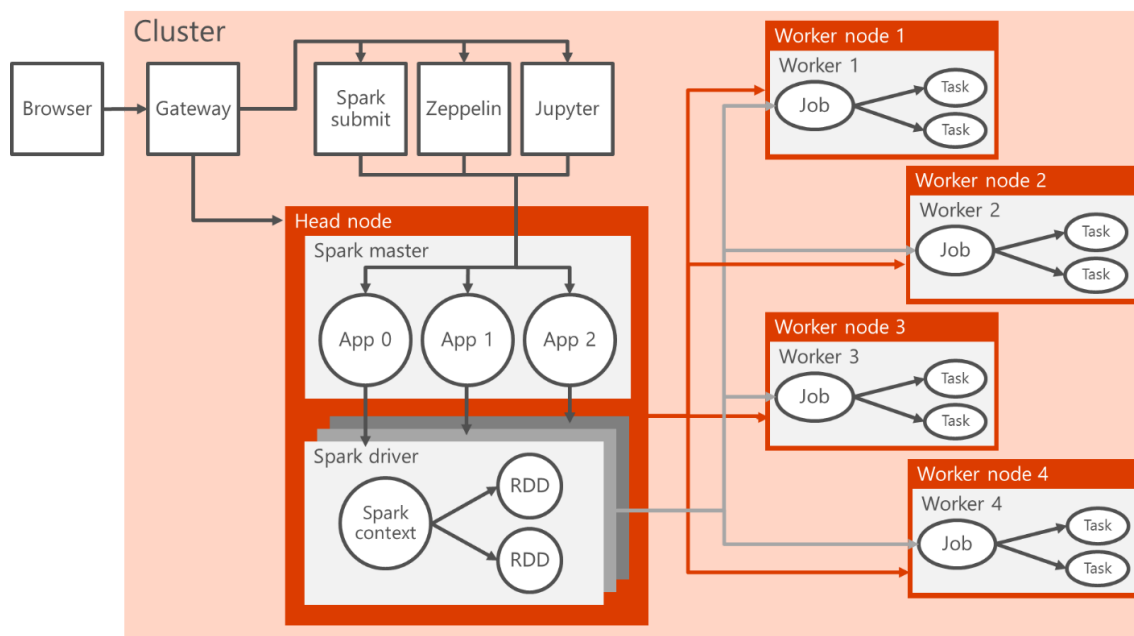 Cluster
Browser
Gateway
Spark
submit
Zeppelin
Jupyter
Head node
Spark master
App 0
App 1
App 2
Spark driver
Spark
context
RDD
RDD
Worker node 1
Worker 1
Job
Task
Task
Worker node 2
Worker 2
Job
Task
Task
Worker node 3
Worker 3
Job
Task
Task
Worker node 4
Worker 4
Job
Task
Task